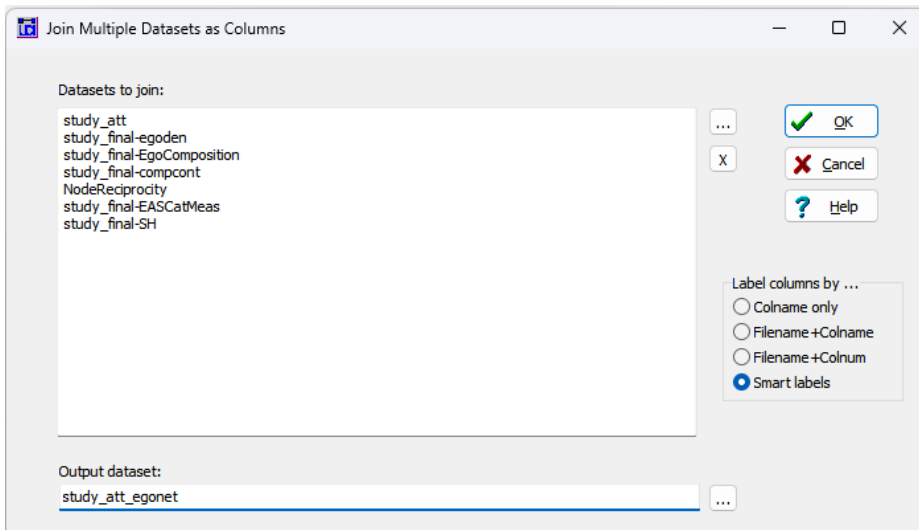 Join Multiple Datasets as Columns
Datasets to join:
study_att
study_final-egoden
study_final-EgoComposition
study_final-compcont
NodeReciprocity
study_final-EASCatMeas
study_final-SH
...
X
OK
Cancel
Help
Label columns by ...
Colname only
Filename+Colname
Filename+Colnum
Smart labels
Output dataset:
study_att_egonet
...